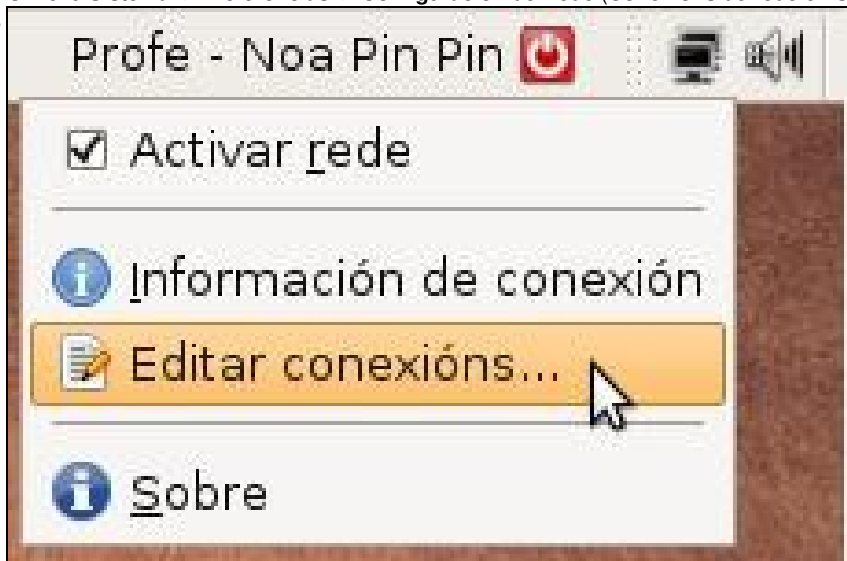 Profe - Noa Pin Pin
Activar rede
Información de conexión
Editar conexións...
Sobre